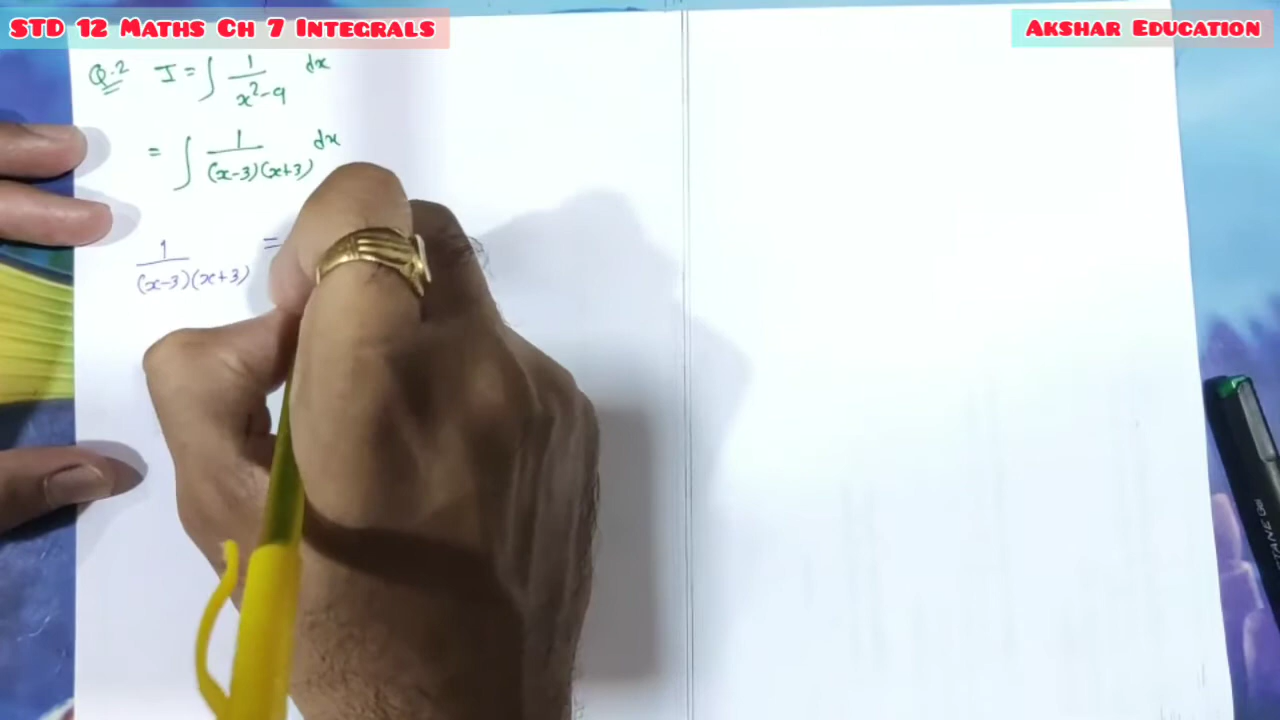 STD 12 Maths Ch 7 Integrals
Akshar Education
Q.2 I = ∫ 1/(x²-9) dx
= ∫ 1/((x-3)(x+3)) dx
1/((x-3)(x+3)) =